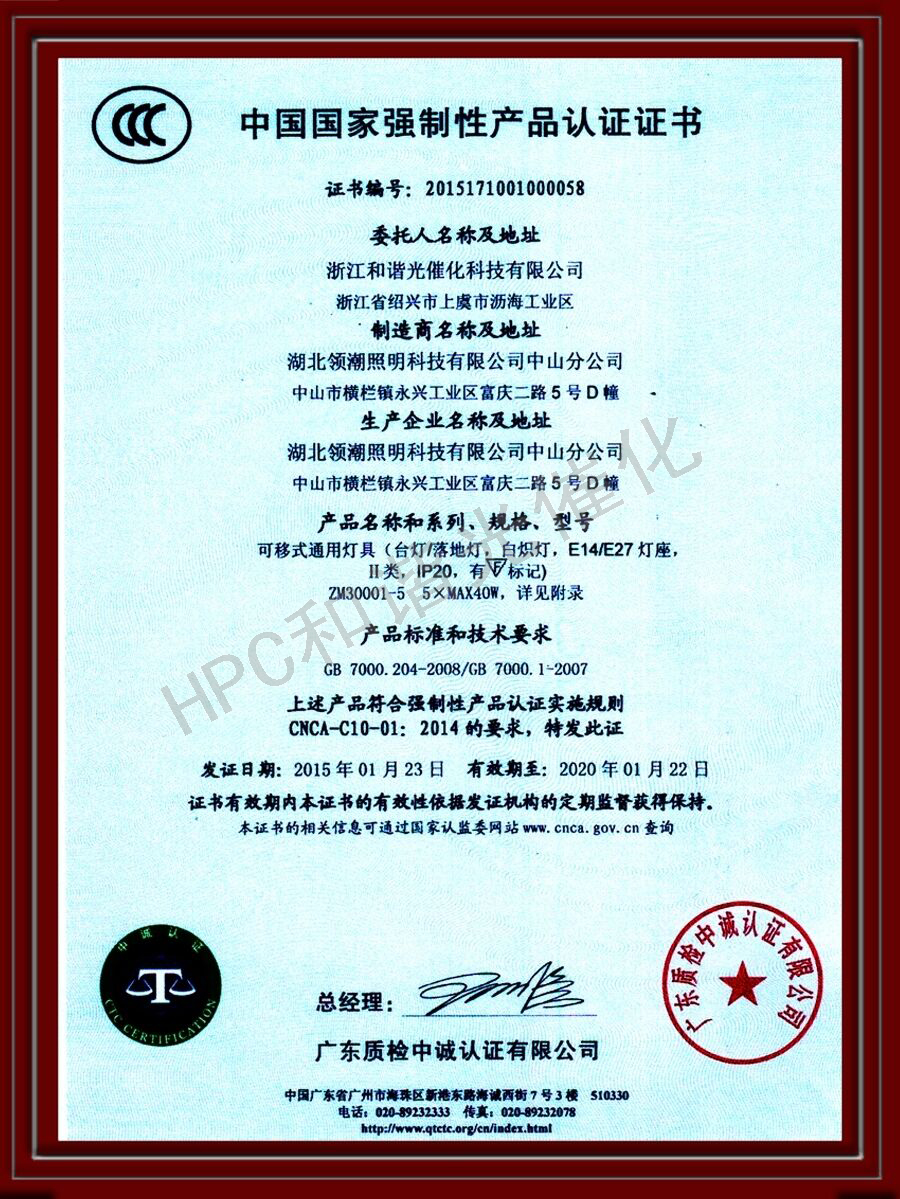 CCC
中国国家强制性产品认证证书
证书编号：2015171001000058
委托人名称及地址
浙江和谐光催化科技有限公司
浙江省绍兴市上虞市沥海工业区
制造商名称及地址
湖北领潮照明科技有限公司中山分公司
中山市横栏镇永兴工业区富庆二路5号D幢
生产企业名称及地址
湖北领潮照明科技有限公司中山分公司
中山市横栏镇永兴工业区富庆二路5号D幢
产品名称和系列、规格、型号
可移式通用灯具（台灯/落地灯，白炽灯，E14/E27灯座，
II类，IP20，有F标记)
ZM30001-5 5×MAX40W，详见附录
产品标准和技术要求
GB 7000.204-2008/GB 7000.1-2007
上述产品符合强制性产品认证实施规则
CNCA-C10-01：2014的要求，特发此证
发证日期：2015年01月23日 有效期至：2020年01月22日
证书有效期内本证书的有效性依据发证机构的定期监督获得保持。
本证书的相关信息可通过国家认监委网站www.cnca.gov.cn查询
HPC和谐光催化
中诚认证
CTC CERTIFICATION
总经理：
广东质检中诚认证有限公司
广东质检中诚认证有限公司
中国广东省广州市海珠区新港东路海诚西街7号3楼 510330
电话：020-89232333 传真：020-89232078
http://www.qtctc.org/cn/index.html